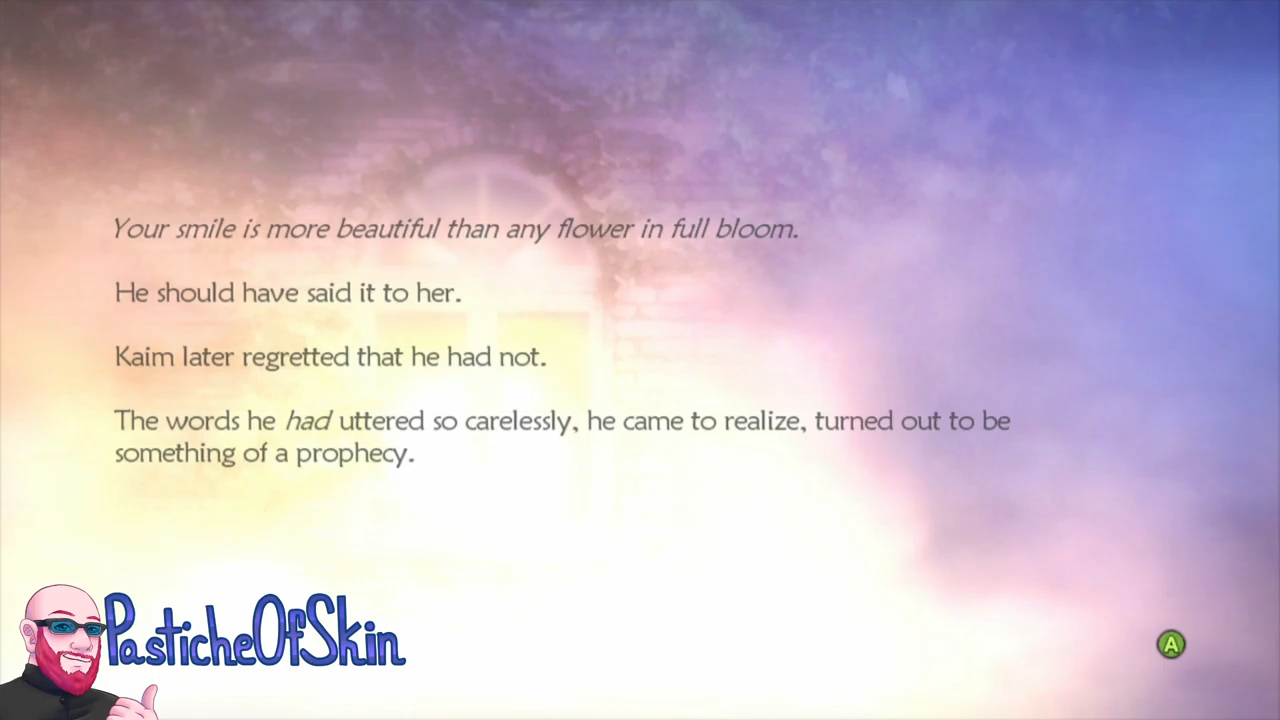 Your smile is more beautiful than any flower in full bloom.
He should have said it to her.
Kaim later regretted that he had not.
The words he had uttered so carelessly, he came to realize, turned out to be
something of a prophecy.
PasticheOfSkin
A